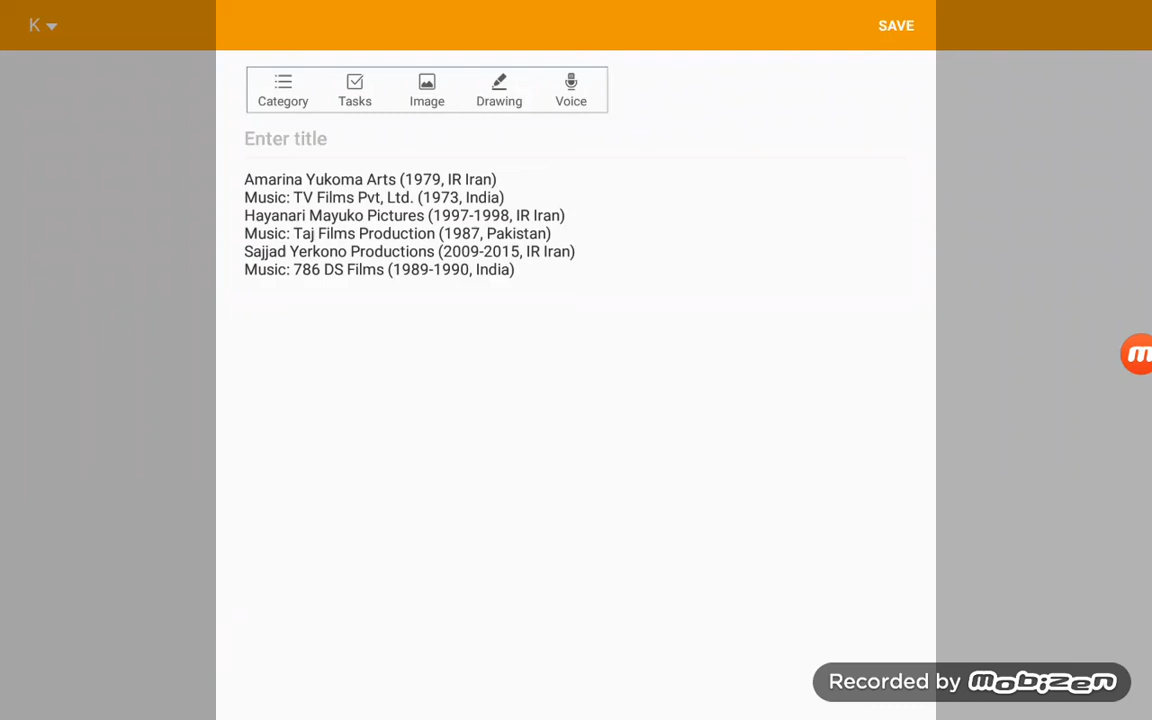 K
SAVE
Category Tasks Image Drawing Voice
Enter title
Amarina Yukoma Arts (1979, IR Iran)
Music: TV Films Pvt, Ltd. (1973, India)
Hayanari Mayuko Pictures (1997-1998, IR Iran)
Music: Taj Films Production (1987, Pakistan)
Sajjad Yerkono Productions (2009-2015, IR Iran)
Music: 786 DS Films (1989-1990, India)
m
Recorded by mobizen